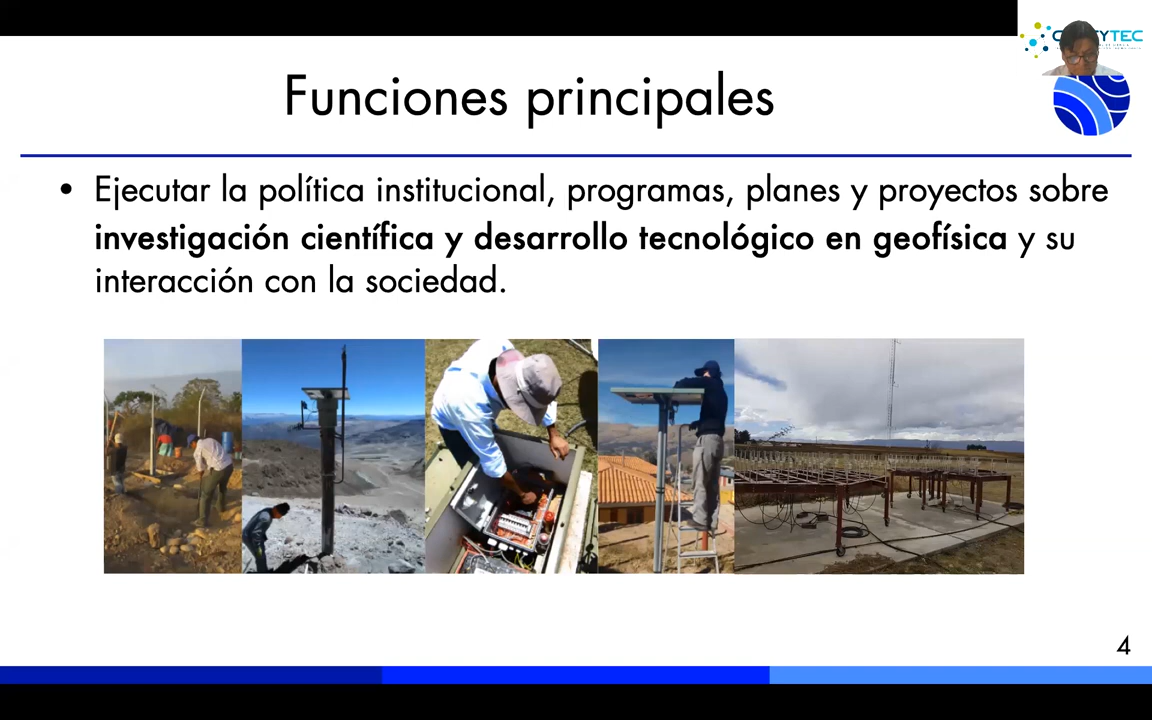 Funciones principales
• Ejecutar la política institucional, programas, planes y proyectos sobre
investigación científica y desarrollo tecnológico en geofísica y su
interacción con la sociedad.
4